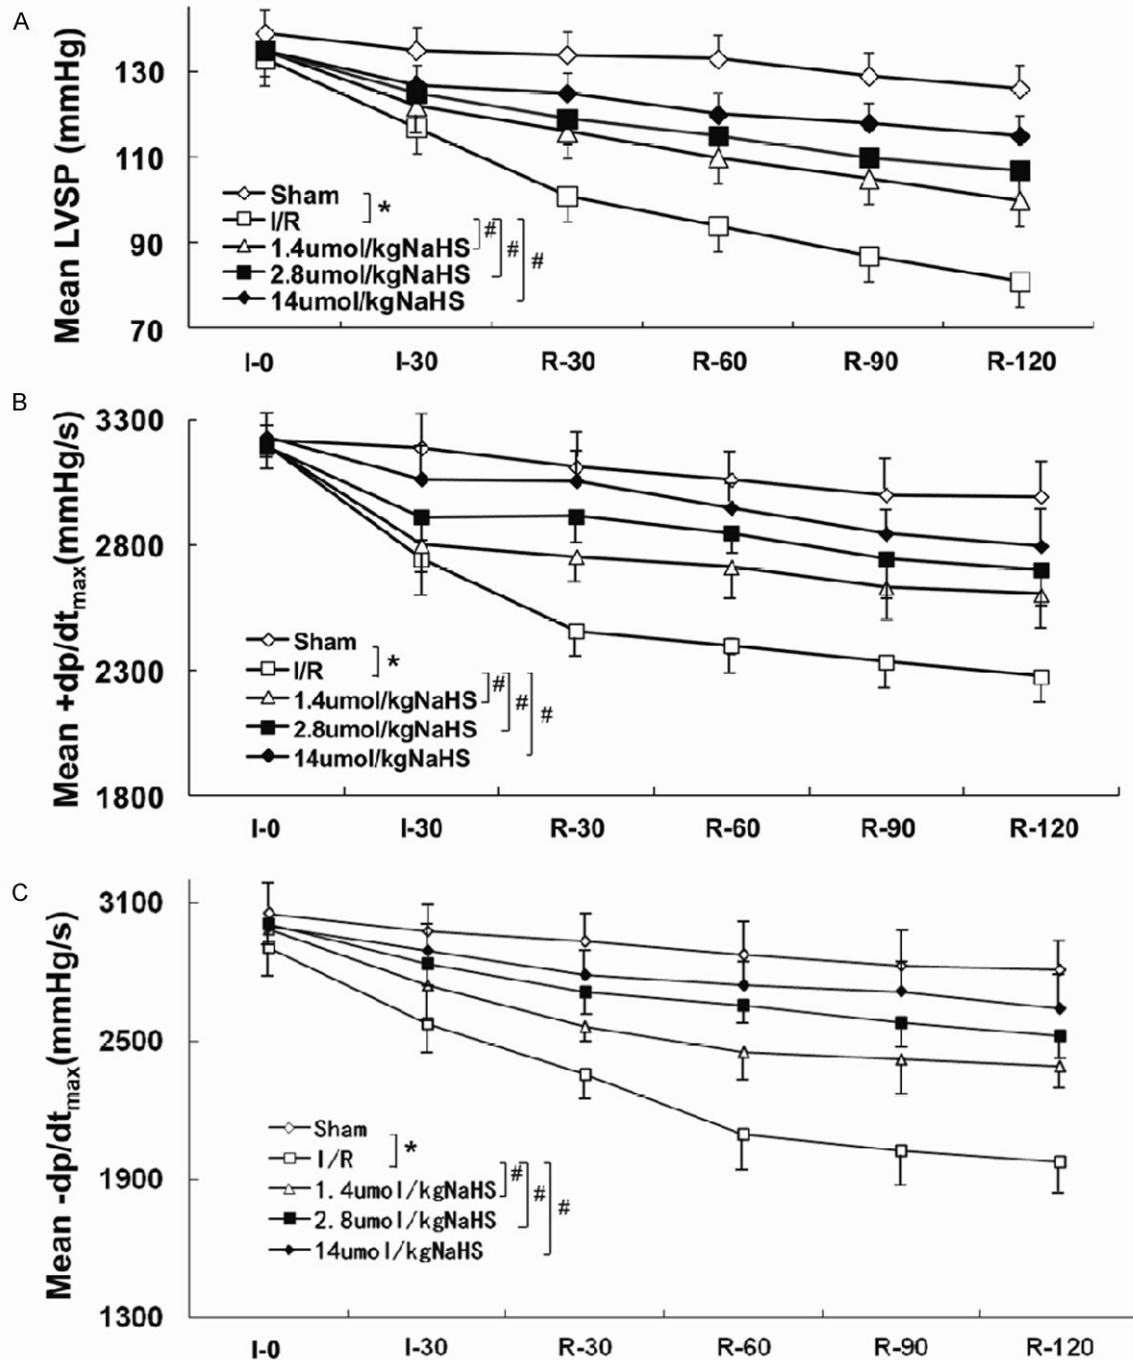 A
Mean LVSP (mmHg)
130
110
90
70
Sham
I/R
1.4umol/kgNaHS
2.8umol/kgNaHS
14umol/kgNaHS
*
#
#
#
I-0 I-30 R-30 R-60 R-90 R-120
B
Mean +dp/dtmax(mmHg/s)
3300
2800
2300
1800
Sham
I/R
1.4umol/kgNaHS
2.8umol/kgNaHS
14umol/kgNaHS
*
#
#
#
I-0 I-30 R-30 R-60 R-90 R-120
C
Mean -dp/dtmax(mmHg/s)
3100
2500
1900
1300
Sham
I/R
1.4umol/kgNaHS
2.8umol/kgNaHS
14umol/kgNaHS
*
#
#
#
I-0 I-30 R-30 R-60 R-90 R-120